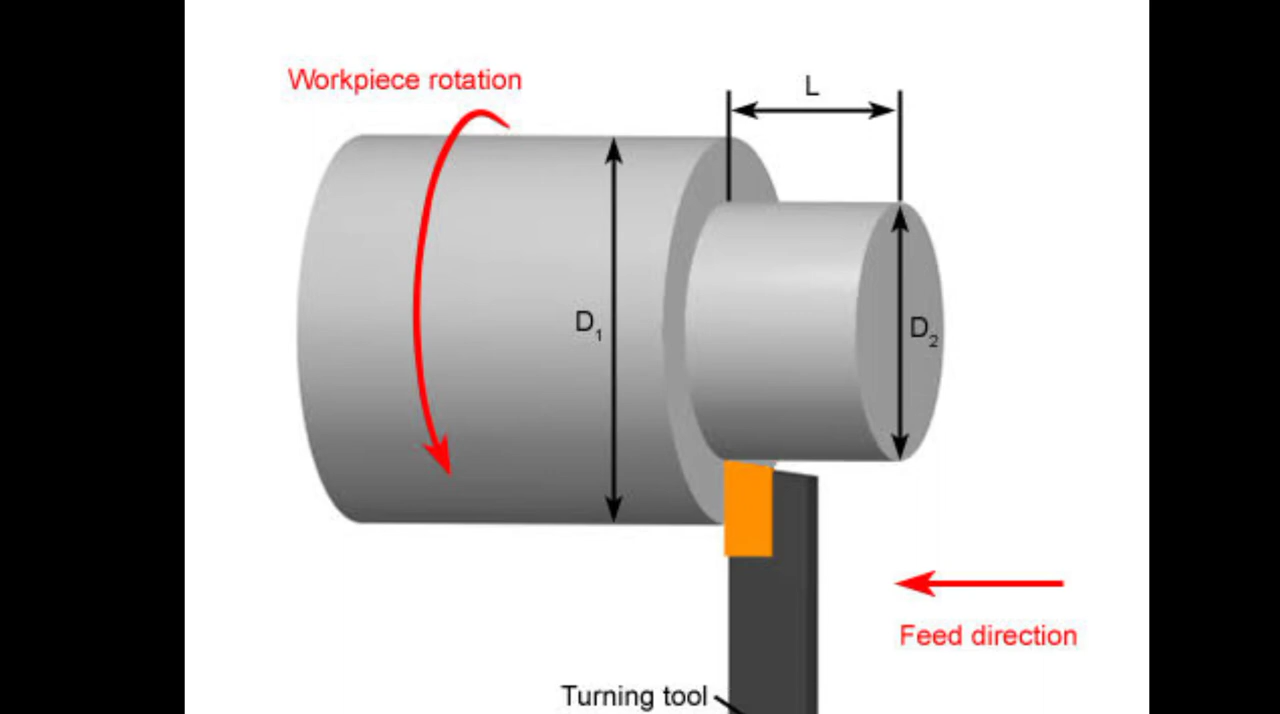 Workpiece rotation
L
D₁
D₂
Feed direction
Turning tool